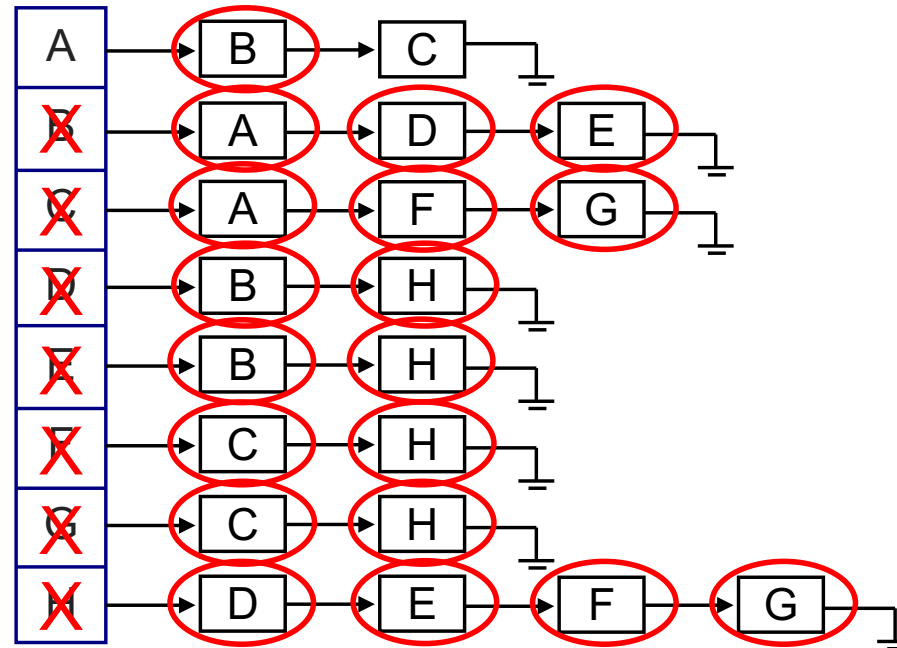 A B C
B A D E
C A F G
D B H
E B H
F C H
G C H
H D E F G